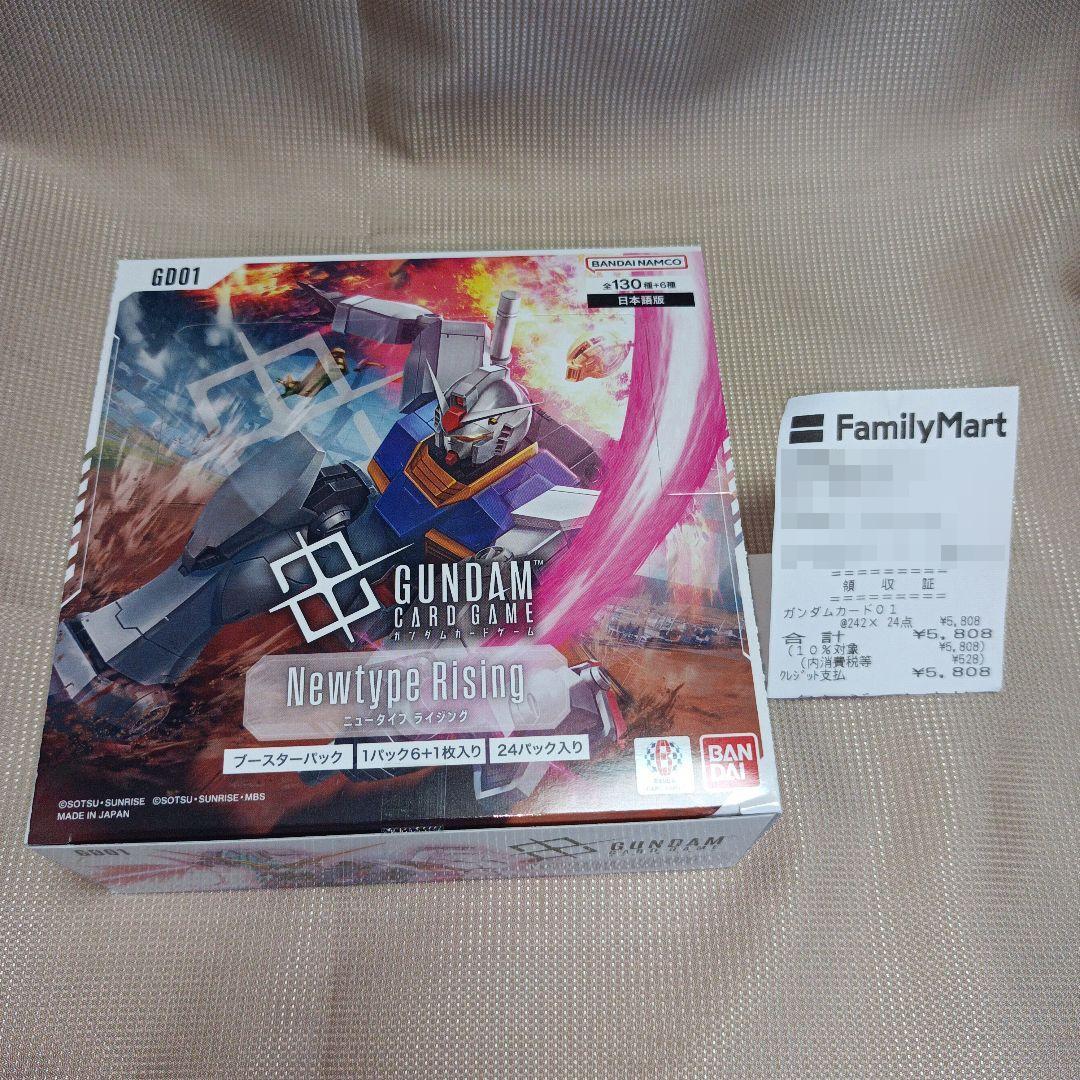 GD01
BANDAI NAMCO
全130種+6種
日本語版
GUNDAM™
CARD GAME
ガンダムカードゲーム
Newtype Rising
ニュータイプ ライジング
ブースターパック
1パック6+1枚入り
24パック入り
BANDAI
©SOTSU・SUNRISE ©SOTSU・SUNRISE・MBS
MADE IN JAPAN
GD01
GUNDAM
CARD GAME
FamilyMart
==========
領 収 証
==========
ガンダムカード01
@242× 24点 ¥5,808
合 計 ¥5,808
(10%対象 ¥5,808)
(内消費税等 ¥528)
クレジット支払 ¥5,808